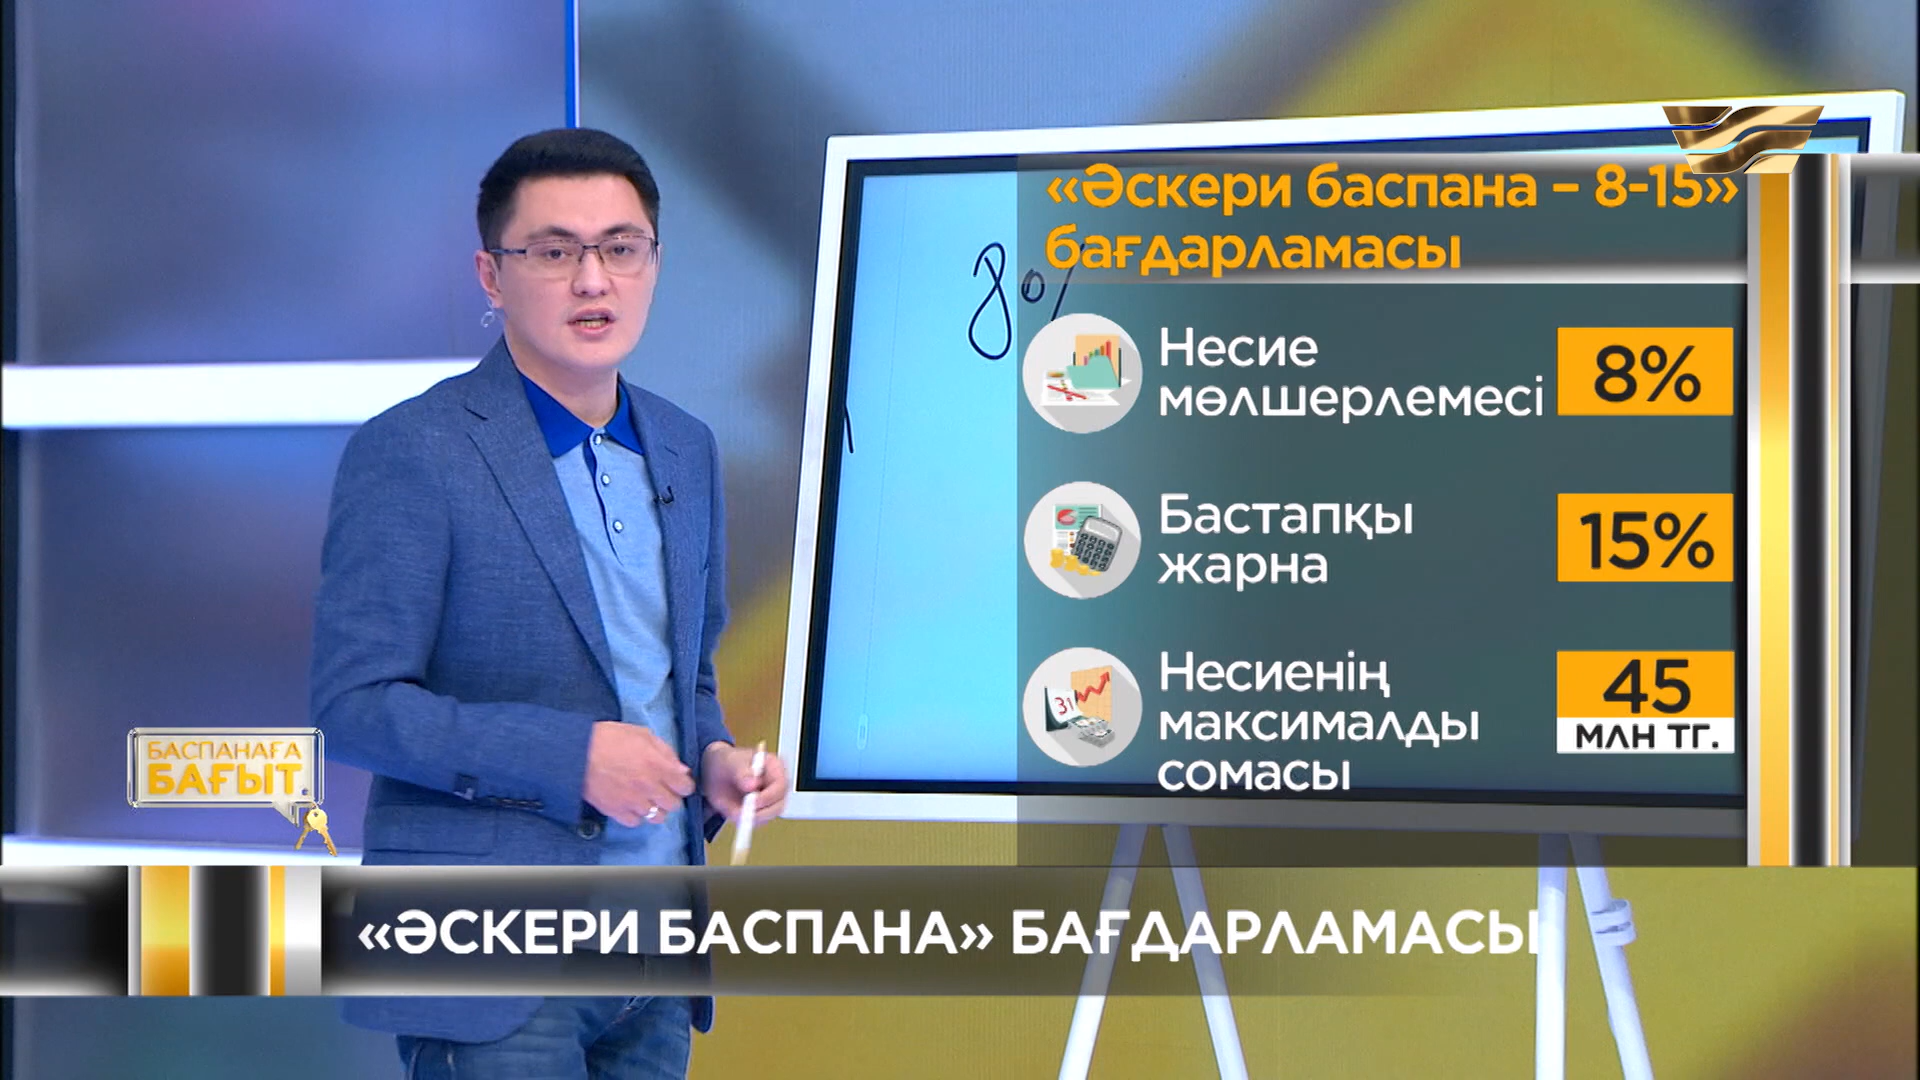 «Әскери баспана – 8-15»
бағдарламасы
8%
Несие
мөлшерлемесі
8%
Бастапқы
жарна
15%
Несиенің
максималды
сомасы
45
МЛН ТГ.
31
БАСПАНАҒА
БАҒЫТ.
«ӘСКЕРИ БАСПАНА» БАҒДАРЛАМАСЫ